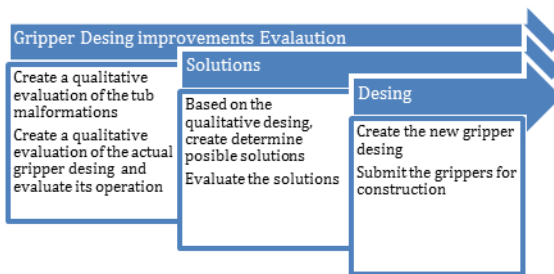 Gripper Desing improvements Evalaution
Create a qualitative
evaluation of the tub
malformations
Create a qualitative
evaluation of the actual
gripper desing and
evaluate its operation
Solutions
Based on the
qualitative desing,
create determine
posible solutions
Evaluate the solutions
Desing
Create the new gripper
desing
Submit the grippers for
construction